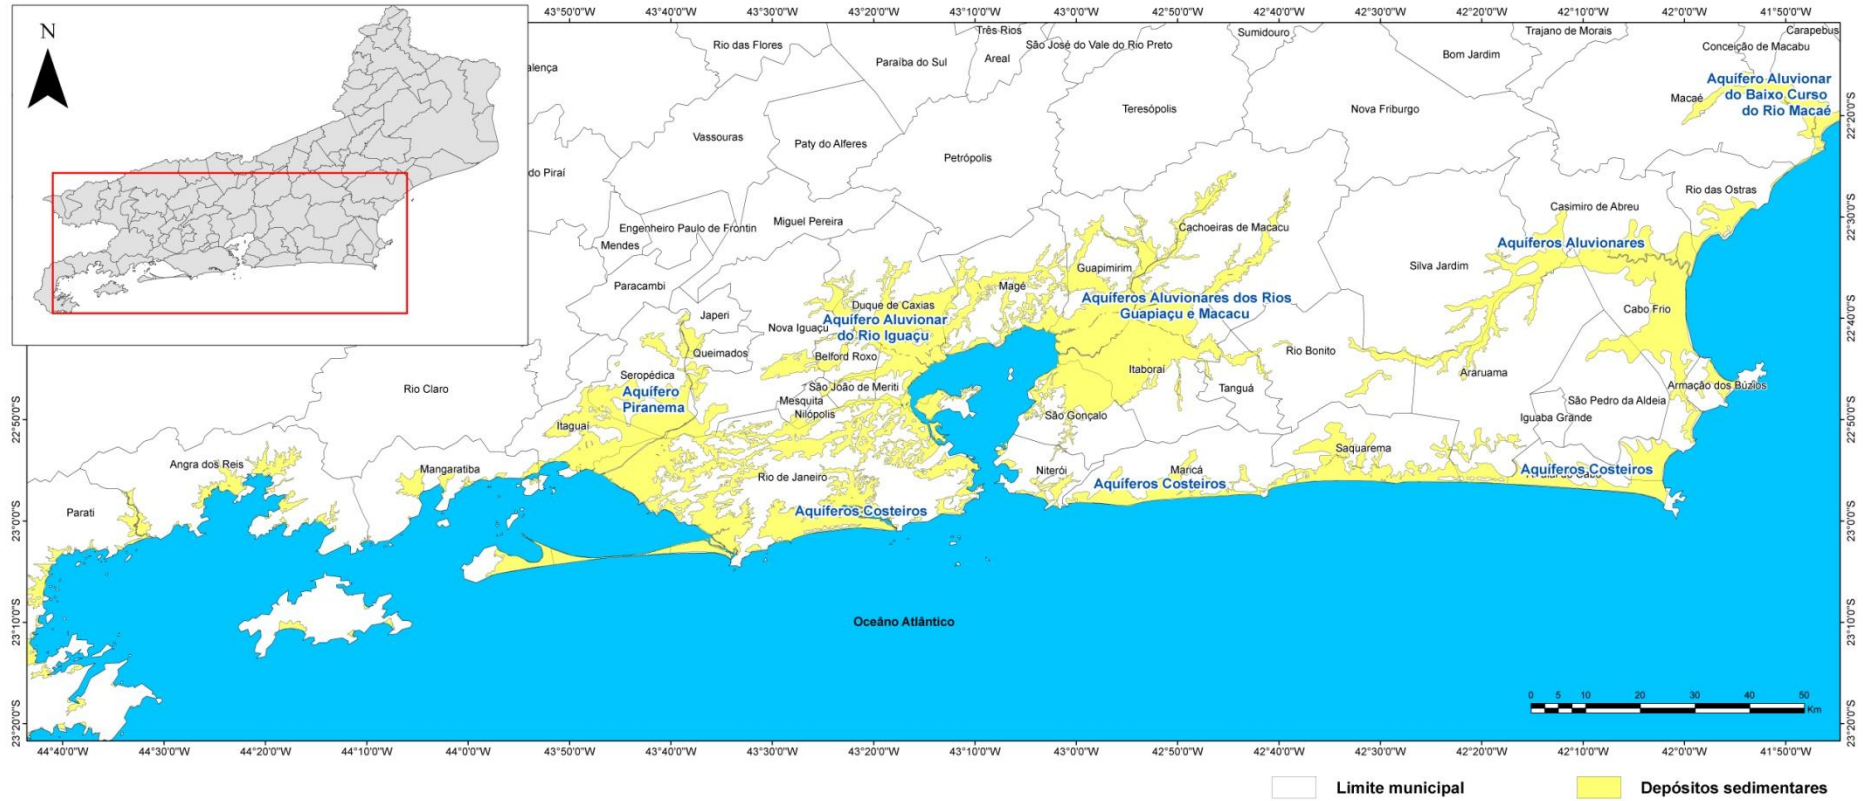 N
43°50'0"W 43°40'0"W 43°30'0"W 43°20'0"W 43°10'0"W 43°0'0"W 42°50'0"W 42°40'0"W 42°30'0"W 42°20'0"W 42°10'0"W 42°0'0"W 41°50'0"W
Três Rios
Sumidouro
Trajano de Morais
Carapebus
Rio das Flores
São José do Vale do Rio Preto
Conceição de Macabu
Paraíba do Sul
Areal
Bom Jardim
alença
Aquífero Aluvionar
do Baixo Curso
do Rio Macaé
Macaé
Teresópolis
Nova Friburgo
22°20'0"S
Vassouras
Paty do Alferes
Petrópolis
do Piraí
Rio das Ostras
Casimiro de Abreu
22°30'0"S
Engenheiro Paulo de Frontin
Miguel Pereira
Cachoeiras de Macacu
Mendes
Aquíferos Aluvionares
Guapimirim
Silva Jardim
Paracambi
Magé
Aquíferos Aluvionares dos Rios
Guapiaçu e Macacu
Duque de Caxias
Cabo Frio
Japeri
Aquífero Aluvionar
do Rio Iguaçu
Nova Iguaçu
22°40'0"S
Queimados
Belford Roxo
Rio Bonito
Seropédica
Itaboraí
Araruama
Rio Claro
São João de Meriti
Tanguá
Armação dos Búzios
Aquífero
Piranema
Mesquita
São Pedro da Aldeia
Nilópolis
São Gonçalo
Iguaba Grande
22°50'0"S
22°50'0"S
Itaguaí
Saquarema
Angra dos Reis
Mangaratiba
Niterói
Maricá
Aquíferos Costeiros
Rio de Janeiro
Aquíferos Costeiros
Parati
Aquíferos Costeiros
23°0'0"S
23°0'0"S
Oceâno Atlântico
23°10'0"S
23°10'0"S
0 5 10 20 30 40 50
Km
23°20'0"S
23°20'0"S
44°40'0"W 44°30'0"W 44°20'0"W 44°10'0"W 44°0'0"W 43°50'0"W 43°40'0"W 43°30'0"W 43°20'0"W 43°10'0"W 43°0'0"W 42°50'0"W 42°40'0"W 42°30'0"W 42°20'0"W 42°10'0"W 42°0'0"W 41°50'0"W
Limite municipal
Depósitos sedimentares